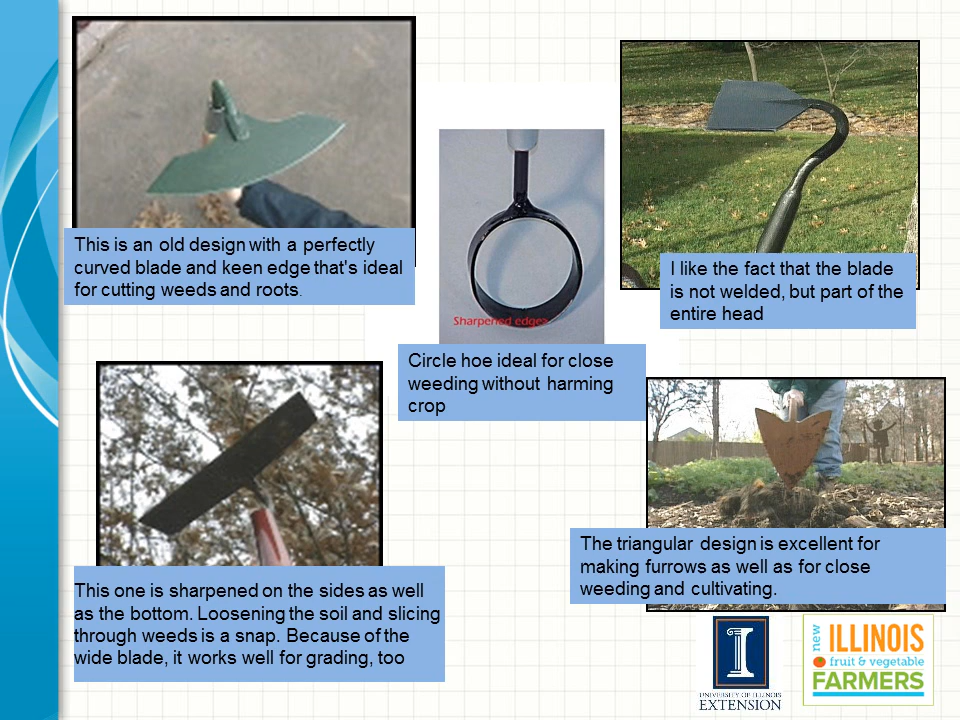 This is an old design with a perfectly
curved blade and keen edge that's ideal
for cutting weeds and roots.
I like the fact that the blade
is not welded, but part of the
entire head
Sharpened edges
Circle hoe ideal for close
weeding without harming
crop
This one is sharpened on the sides as well
as the bottom. Loosening the soil and slicing
through weeds is a snap. Because of the
wide blade, it works well for grading, too
The triangular design is excellent for
making furrows as well as for close
weeding and cultivating.
I
UNIVERSITY OF ILLINOIS
EXTENSION
new
ILLINOIS
fruit & vegetable
FARMERS